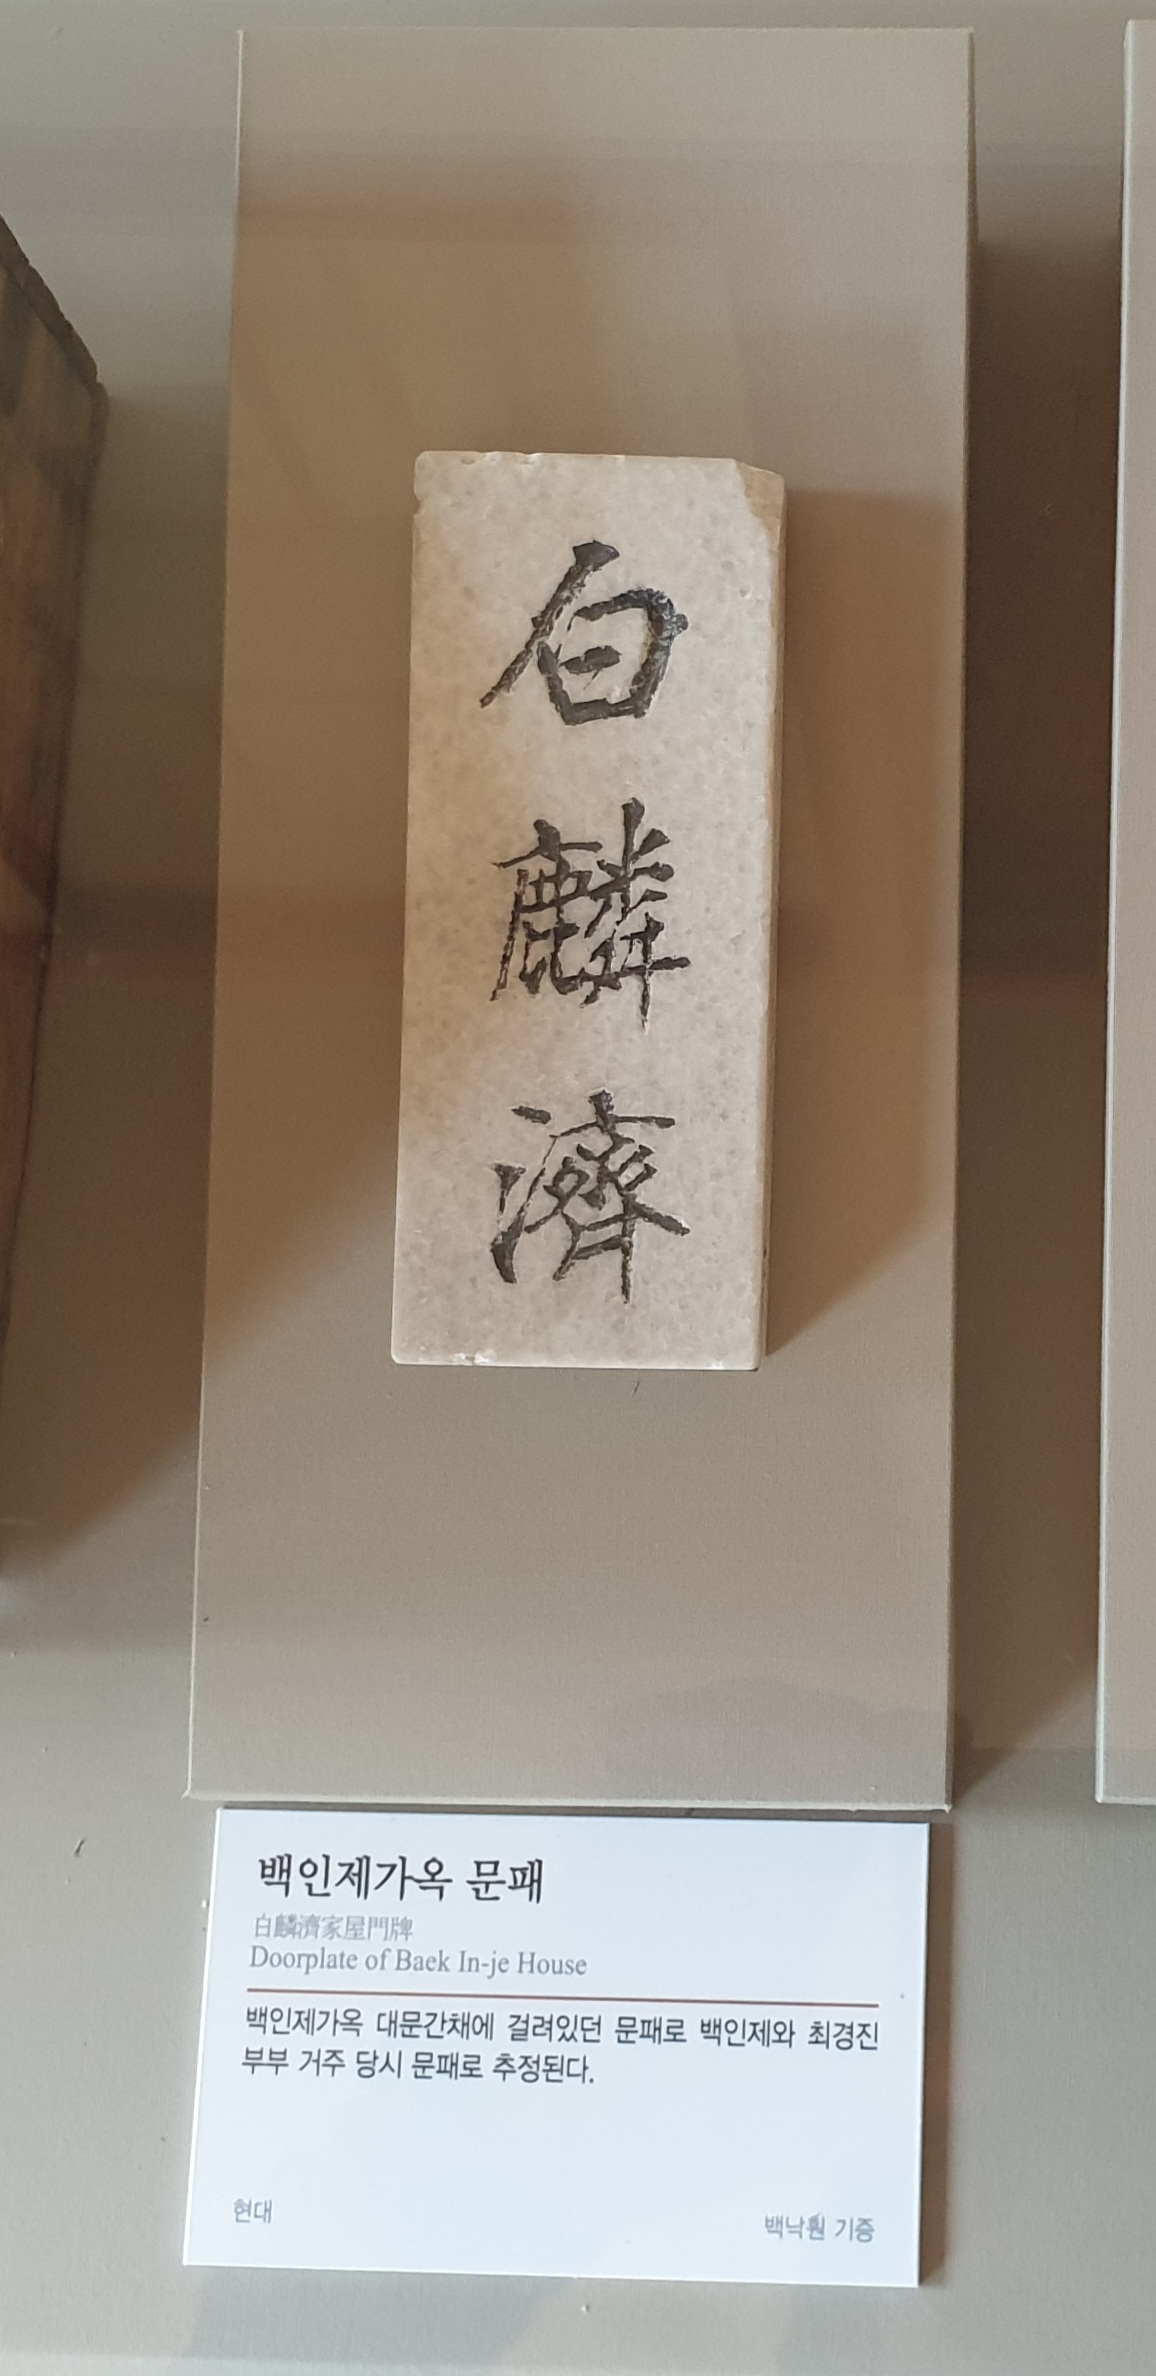 白麟濟
백인제가옥 문패
白麟濟家屋門牌
Doorplate of Baek In-je House
백인제가옥 대문간채에 걸려있던 문패로 백인제와 최경진
부부 거주 당시 문패로 추정된다.
현대
백낙훤 기증